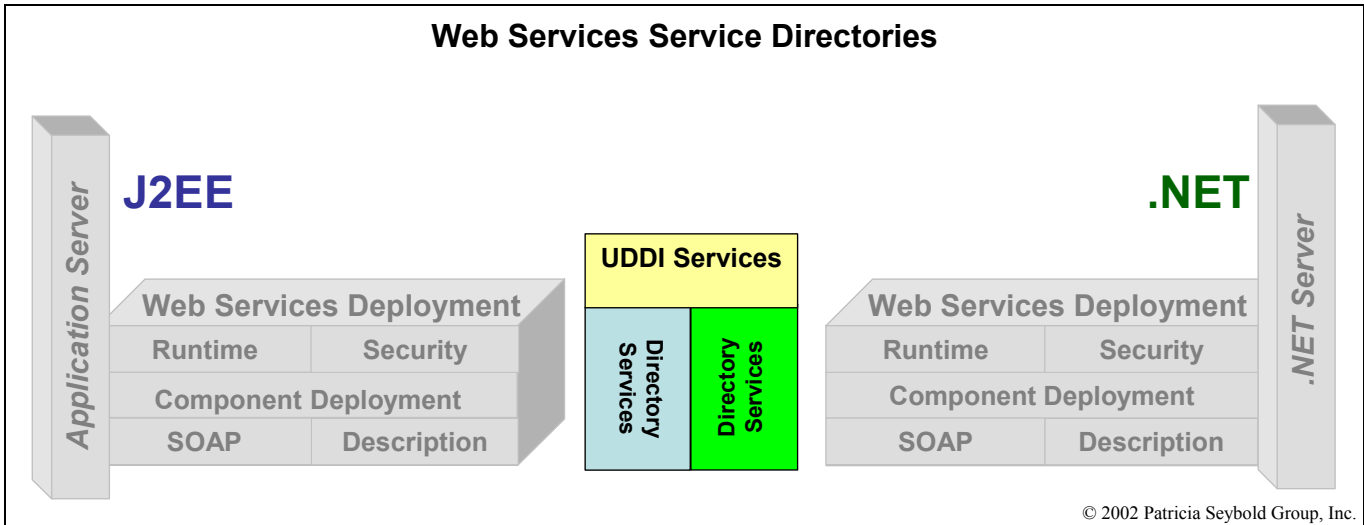 Web Services Service Directories
Application Server
J2EE
Web Services Deployment
Runtime
Security
Component Deployment
SOAP
Description
UDDI Services
Directory
Services
Directory
Services
.NET
Web Services Deployment
Runtime
Security
Component Deployment
SOAP
Description
.NET Server
© 2002 Patricia Seybold Group, Inc.